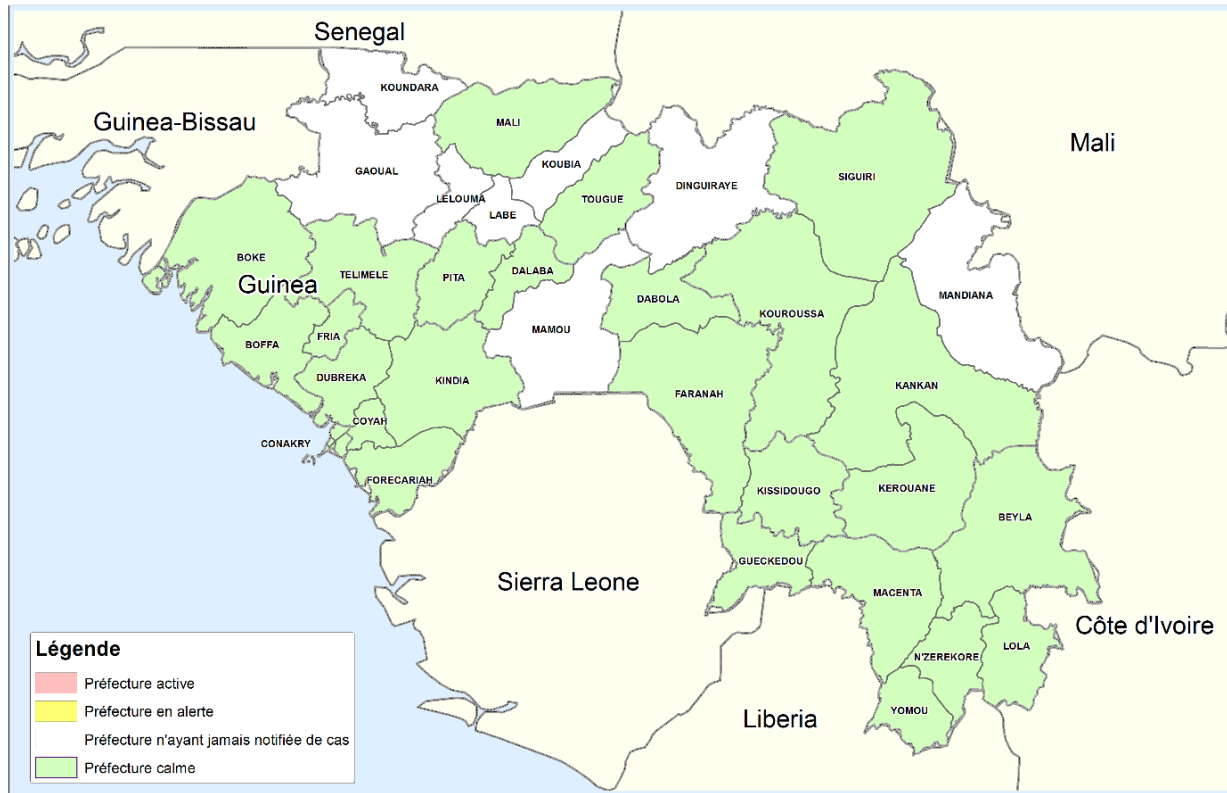 Senegal
KOUNDARA
Guinea-Bissau
MALI
Mali
KOUBIA
GAOUAL
SIGUIRI
DINGUIRAYE
LELOUMA
TOUGUE
LABE
BOKE
TELIMELE
PITA
DALABA
Guinea
MANDIANA
DABOLA
KOUROUSSA
MAMOU
FRIA
BOFFA
DUBREKA
KINDIA
KANKAN
FARANAH
COYAH
CONAKRY
FORECARIAH
KISSIDOUGO
KEROUANE
BEYLA
GUECKEDOU
Sierra Leone
MACENTA
Côte d'Ivoire
LOLA
N'ZEREKORE
YOMOU
Liberia
Légende
Préfecture active
Préfecture en alerte
Préfecture n'ayant jamais notifiée de cas
Préfecture calme